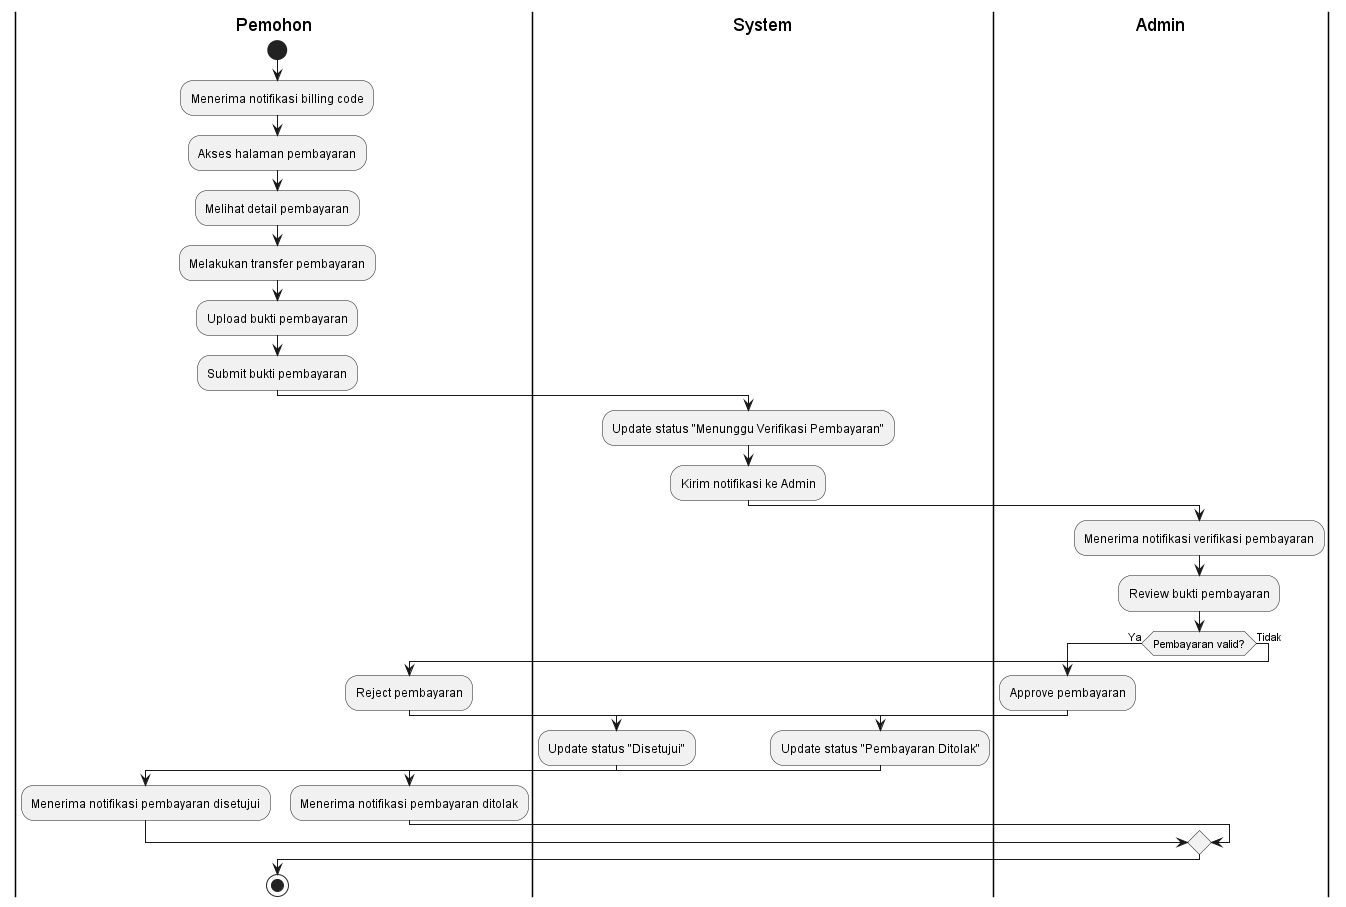 Pemohon
System
Admin
Menerima notifikasi billing code
Akses halaman pembayaran
Melihat detail pembayaran
Melakukan transfer pembayaran
Upload bukti pembayaran
Submit bukti pembayaran
Update status "Menunggu Verifikasi Pembayaran"
Kirim notifikasi ke Admin
Menerima notifikasi verifikasi pembayaran
Review bukti pembayaran
Ya
Pembayaran valid?
Tidak
Reject pembayaran
Approve pembayaran
Update status "Disetujui"
Update status "Pembayaran Ditolak"
Menerima notifikasi pembayaran disetujui
Menerima notifikasi pembayaran ditolak